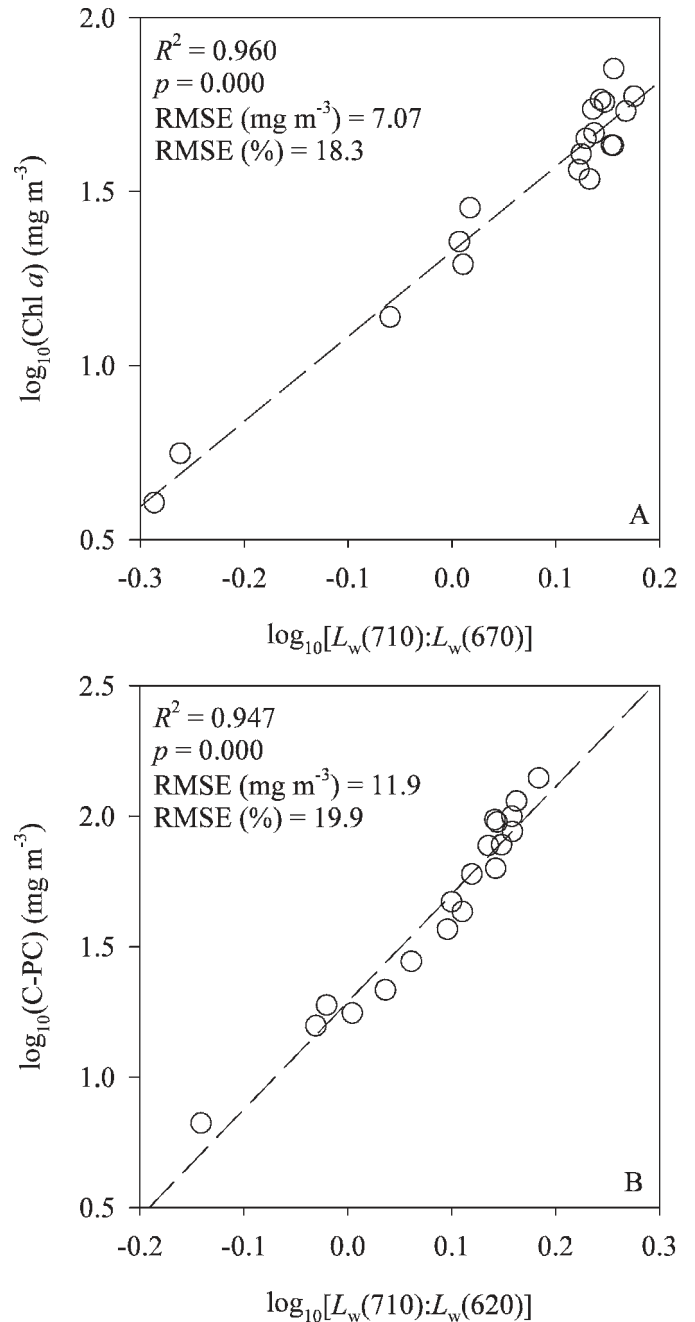 2.0
R² = 0.960
p = 0.000
RMSE (mg m⁻³) = 7.07
RMSE (%) = 18.3
1.5
log₁₀(Chl a) (mg m⁻³)
1.0
A
0.5
-0.3 -0.1 0.0 0.1 0.2
log₁₀[Lw(710):Lw(670)]
2.5
R² = 0.947
p = 0.000
RMSE (mg m⁻³) = 11.9
RMSE (%) = 19.9
2.0
log₁₀(C-PC) (mg m⁻³)
1.5
1.0
B
0.5
-0.2 -0.1 0.0 0.1 0.2 0.3
log₁₀[Lw(710):Lw(620)]